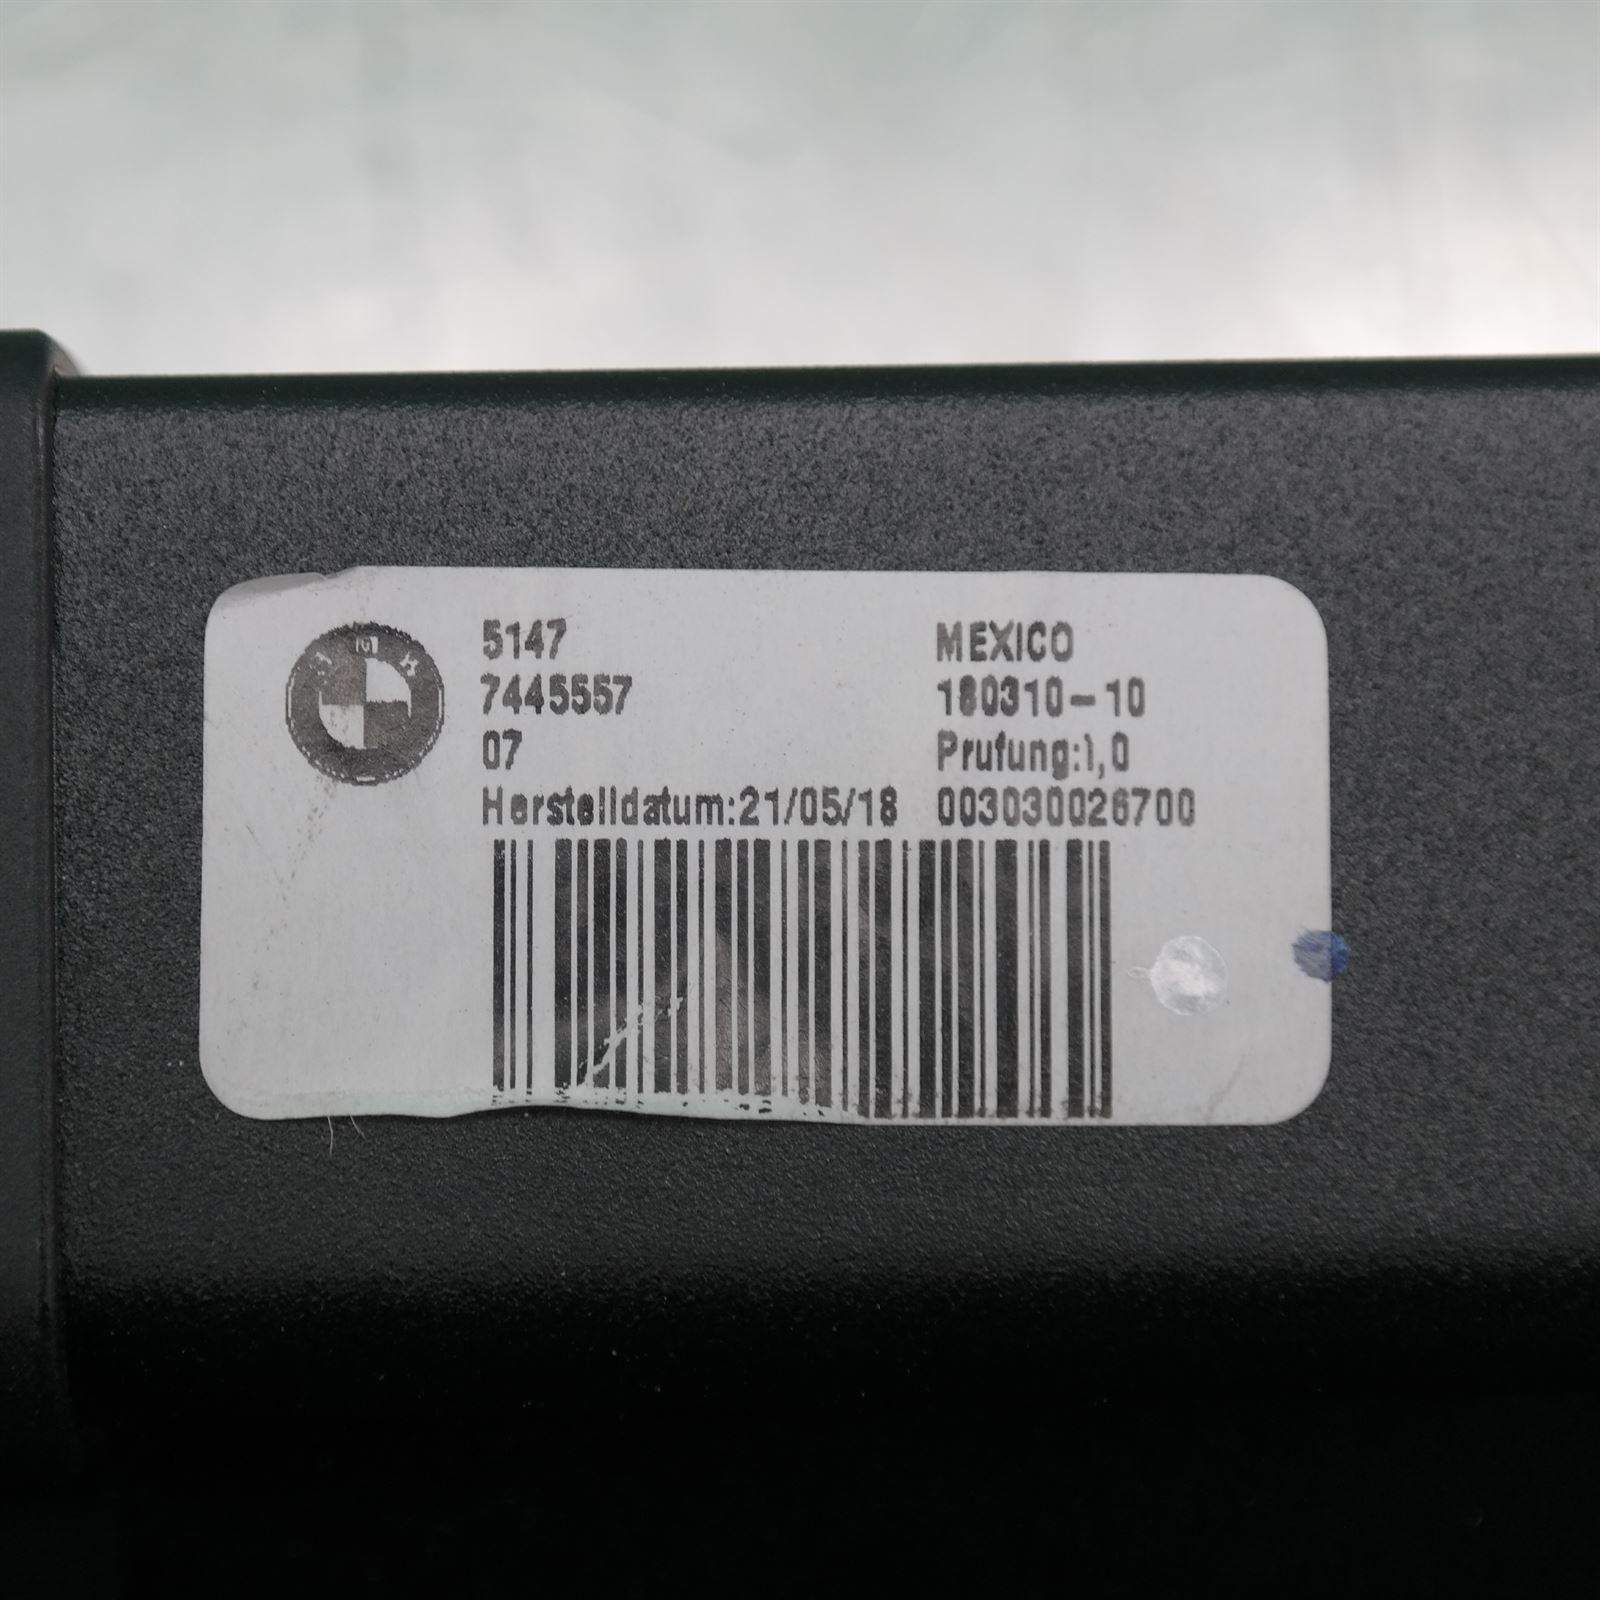 5147
7445557
07
Herstelldatum:21/05/18
MEXICO
180310-10
Prufung:1,0
003030026700